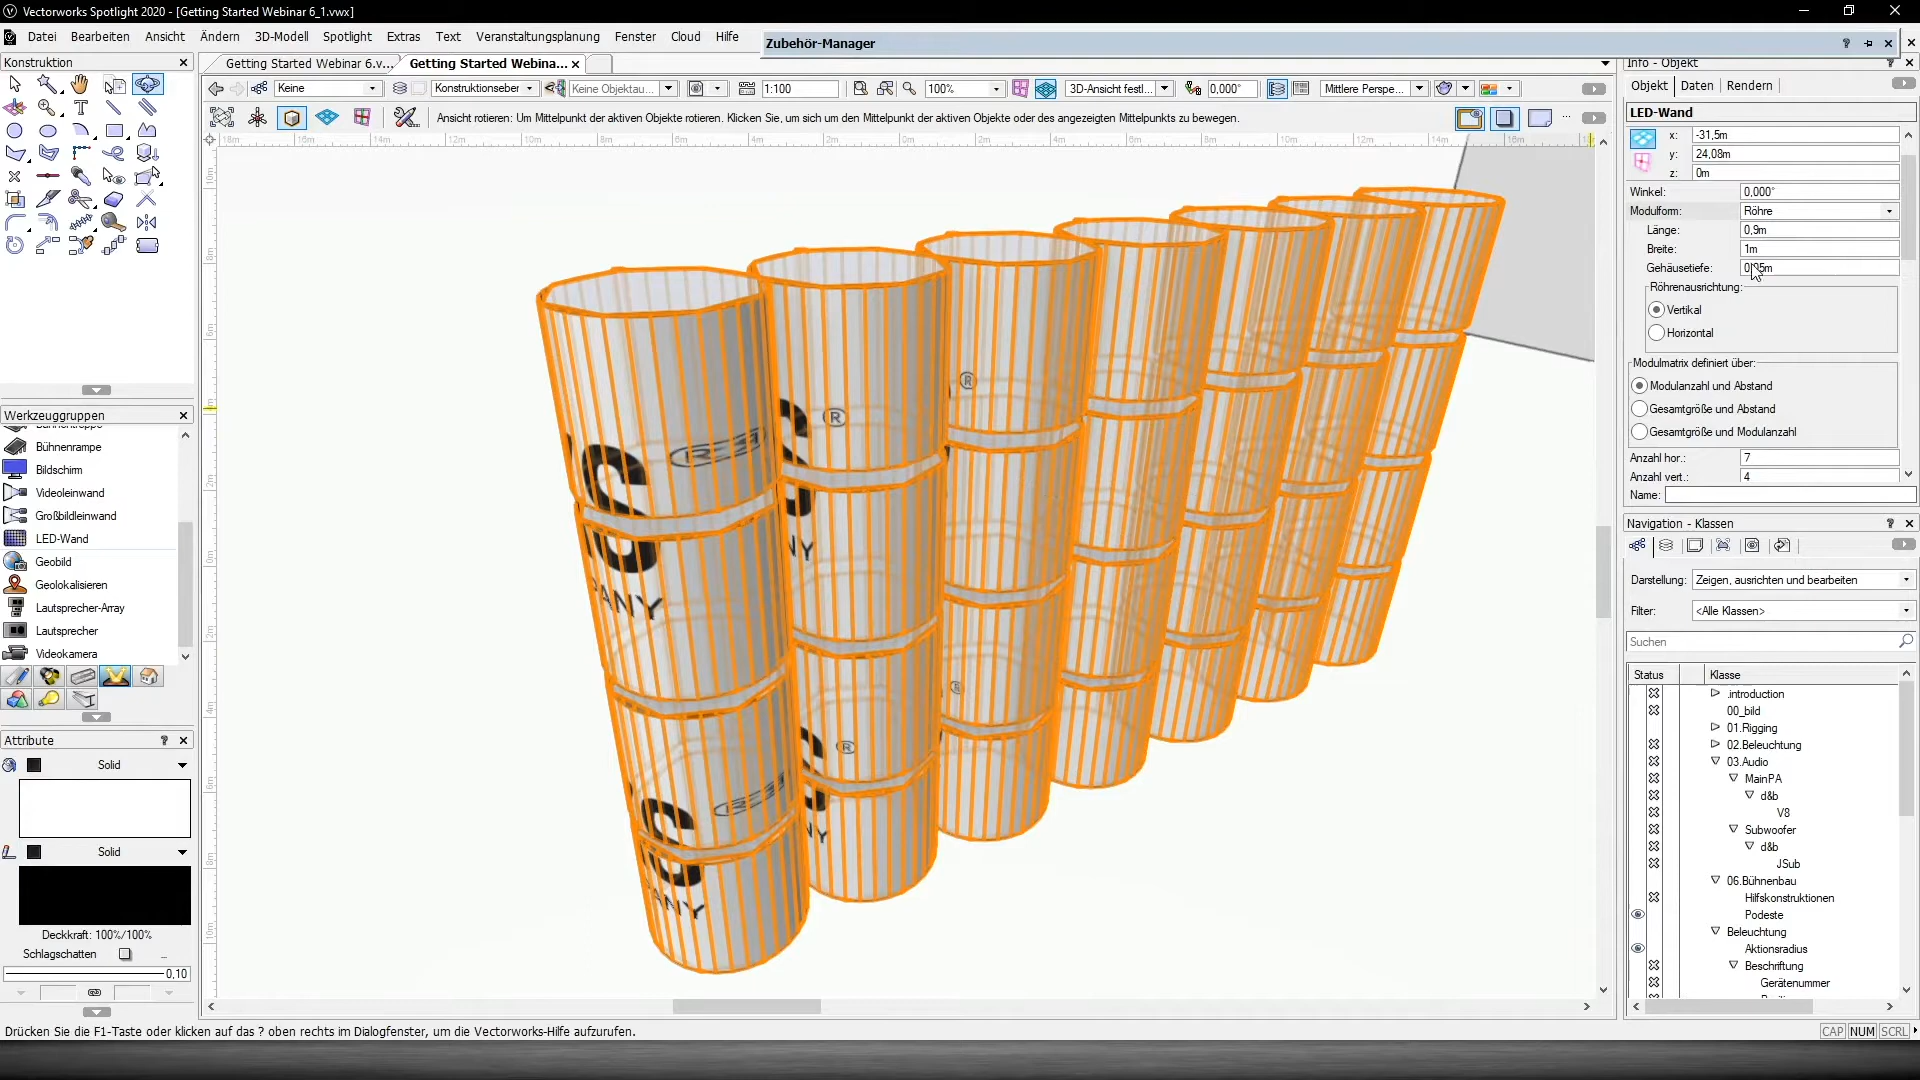 Vectorworks Spotlight 2020 - [Getting Started Webinar 6_1.vwx]
Datei Bearbeiten Ansicht Ändern 3D-Modell Spotlight Extras Text Veranstaltungsplanung Fenster Cloud Hilfe
Zubehör-Manager
Konstruktion
Getting Started Webinar 6.v...
Getting Started Webina...
Info - Objekt
Keine
Konstruktionseber
Keine Objektau...
1:100
100%
3D-Ansicht festl...
0,000°
Mittlere Perspe...
Objekt Daten Rendern
Ansicht rotieren: Um Mittelpunkt der aktiven Objekte rotieren. Klicken Sie, um sich um den Mittelpunkt der aktiven Objekte oder des angezeigten Mittelpunkts zu bewegen.
LED-Wand
x: -31,5m
y: 24,08m
z: 0m
Winkel: 0,000°
Modulform: Röhre
Länge: 0,9m
Breite: 1m
Gehäusetiefe:
Röhrenausrichtung:
Vertikal
Horizontal
Modulmatrix definiert über:
Modulanzahl und Abstand
Gesamtgröße und Abstand
Gesamtgröße und Modulanzahl
Anzahl hor.: 7
Anzahl vert.: 4
Name:
Werkzeuggruppen
Bühnenrampe
Bildschirm
Videoleinwand
Großbildleinwand
LED-Wand
Geobild
Geolokalisieren
Lautsprecher-Array
Lautsprecher
Videokamera
Attribute
Solid
Solid
Deckkraft: 100%/100%
Schlagschatten
0,10
Navigation - Klassen
Darstellung: Zeigen, ausrichten und bearbeiten
Filter: <Alle Klassen>
Suchen
Status Klasse
.introduction
00_bild
01.Rigging
02.Beleuchtung
03.Audio
MainPA
d&b
V8
Subwoofer
d&b
JSub
06.Bühnenbau
Hilfskonstruktionen
Podeste
Beleuchtung
Aktionsradius
Beschriftung
Gerätenummer
Drücken Sie die F1-Taste oder klicken auf das ? oben rechts im Dialogfenster, um die Vectorworks-Hilfe aufzurufen.
CAP NUM SCRL